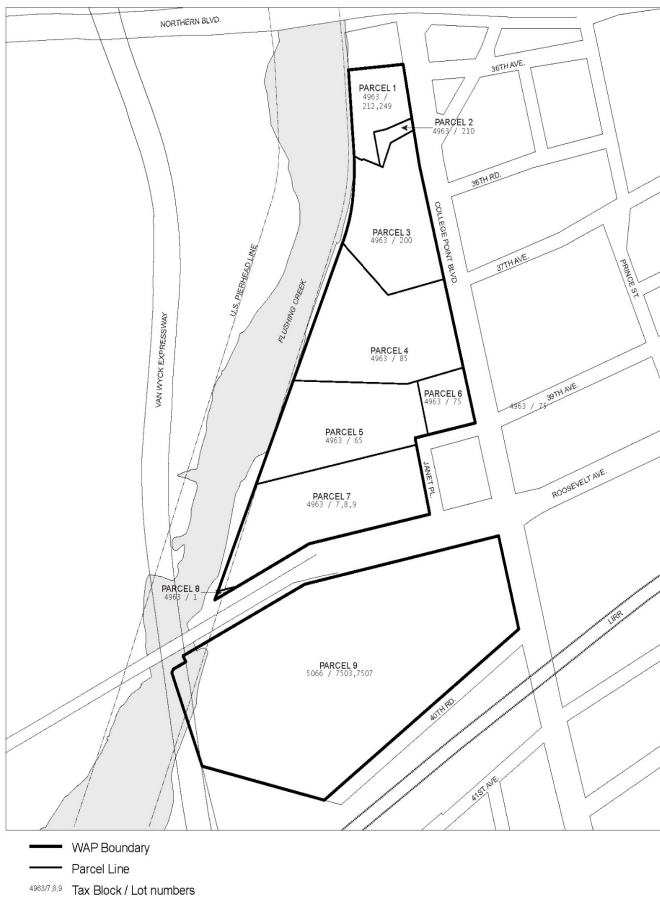 NORTHERN BLVD.
36TH AVE.
PARCEL 1
4963 /
212,249
PARCEL 2
4963 / 210
36TH RD.
COLLEGE POINT BLVD.
PARCEL 3
4963 / 200
37TH AVE.
PRINCE ST.
U.S. PIERHEAD LINE
FLUSHING CREEK
VAN WYCK EXPRESSWAY
PARCEL 4
4963 / 85
PARCEL 6
4963 / 75
4963 / 75
39TH AVE.
PARCEL 5
4963 / 65
JANET PL.
ROOSEVELT AVE.
PARCEL 7
4963 / 7,8,9
PARCEL 8
4963 / 1
LIRR
PARCEL 9
5066 / 7503,7507
40TH RD.
41ST AVE.
WAP Boundary
Parcel Line
4963/7,8,9 Tax Block / Lot numbers